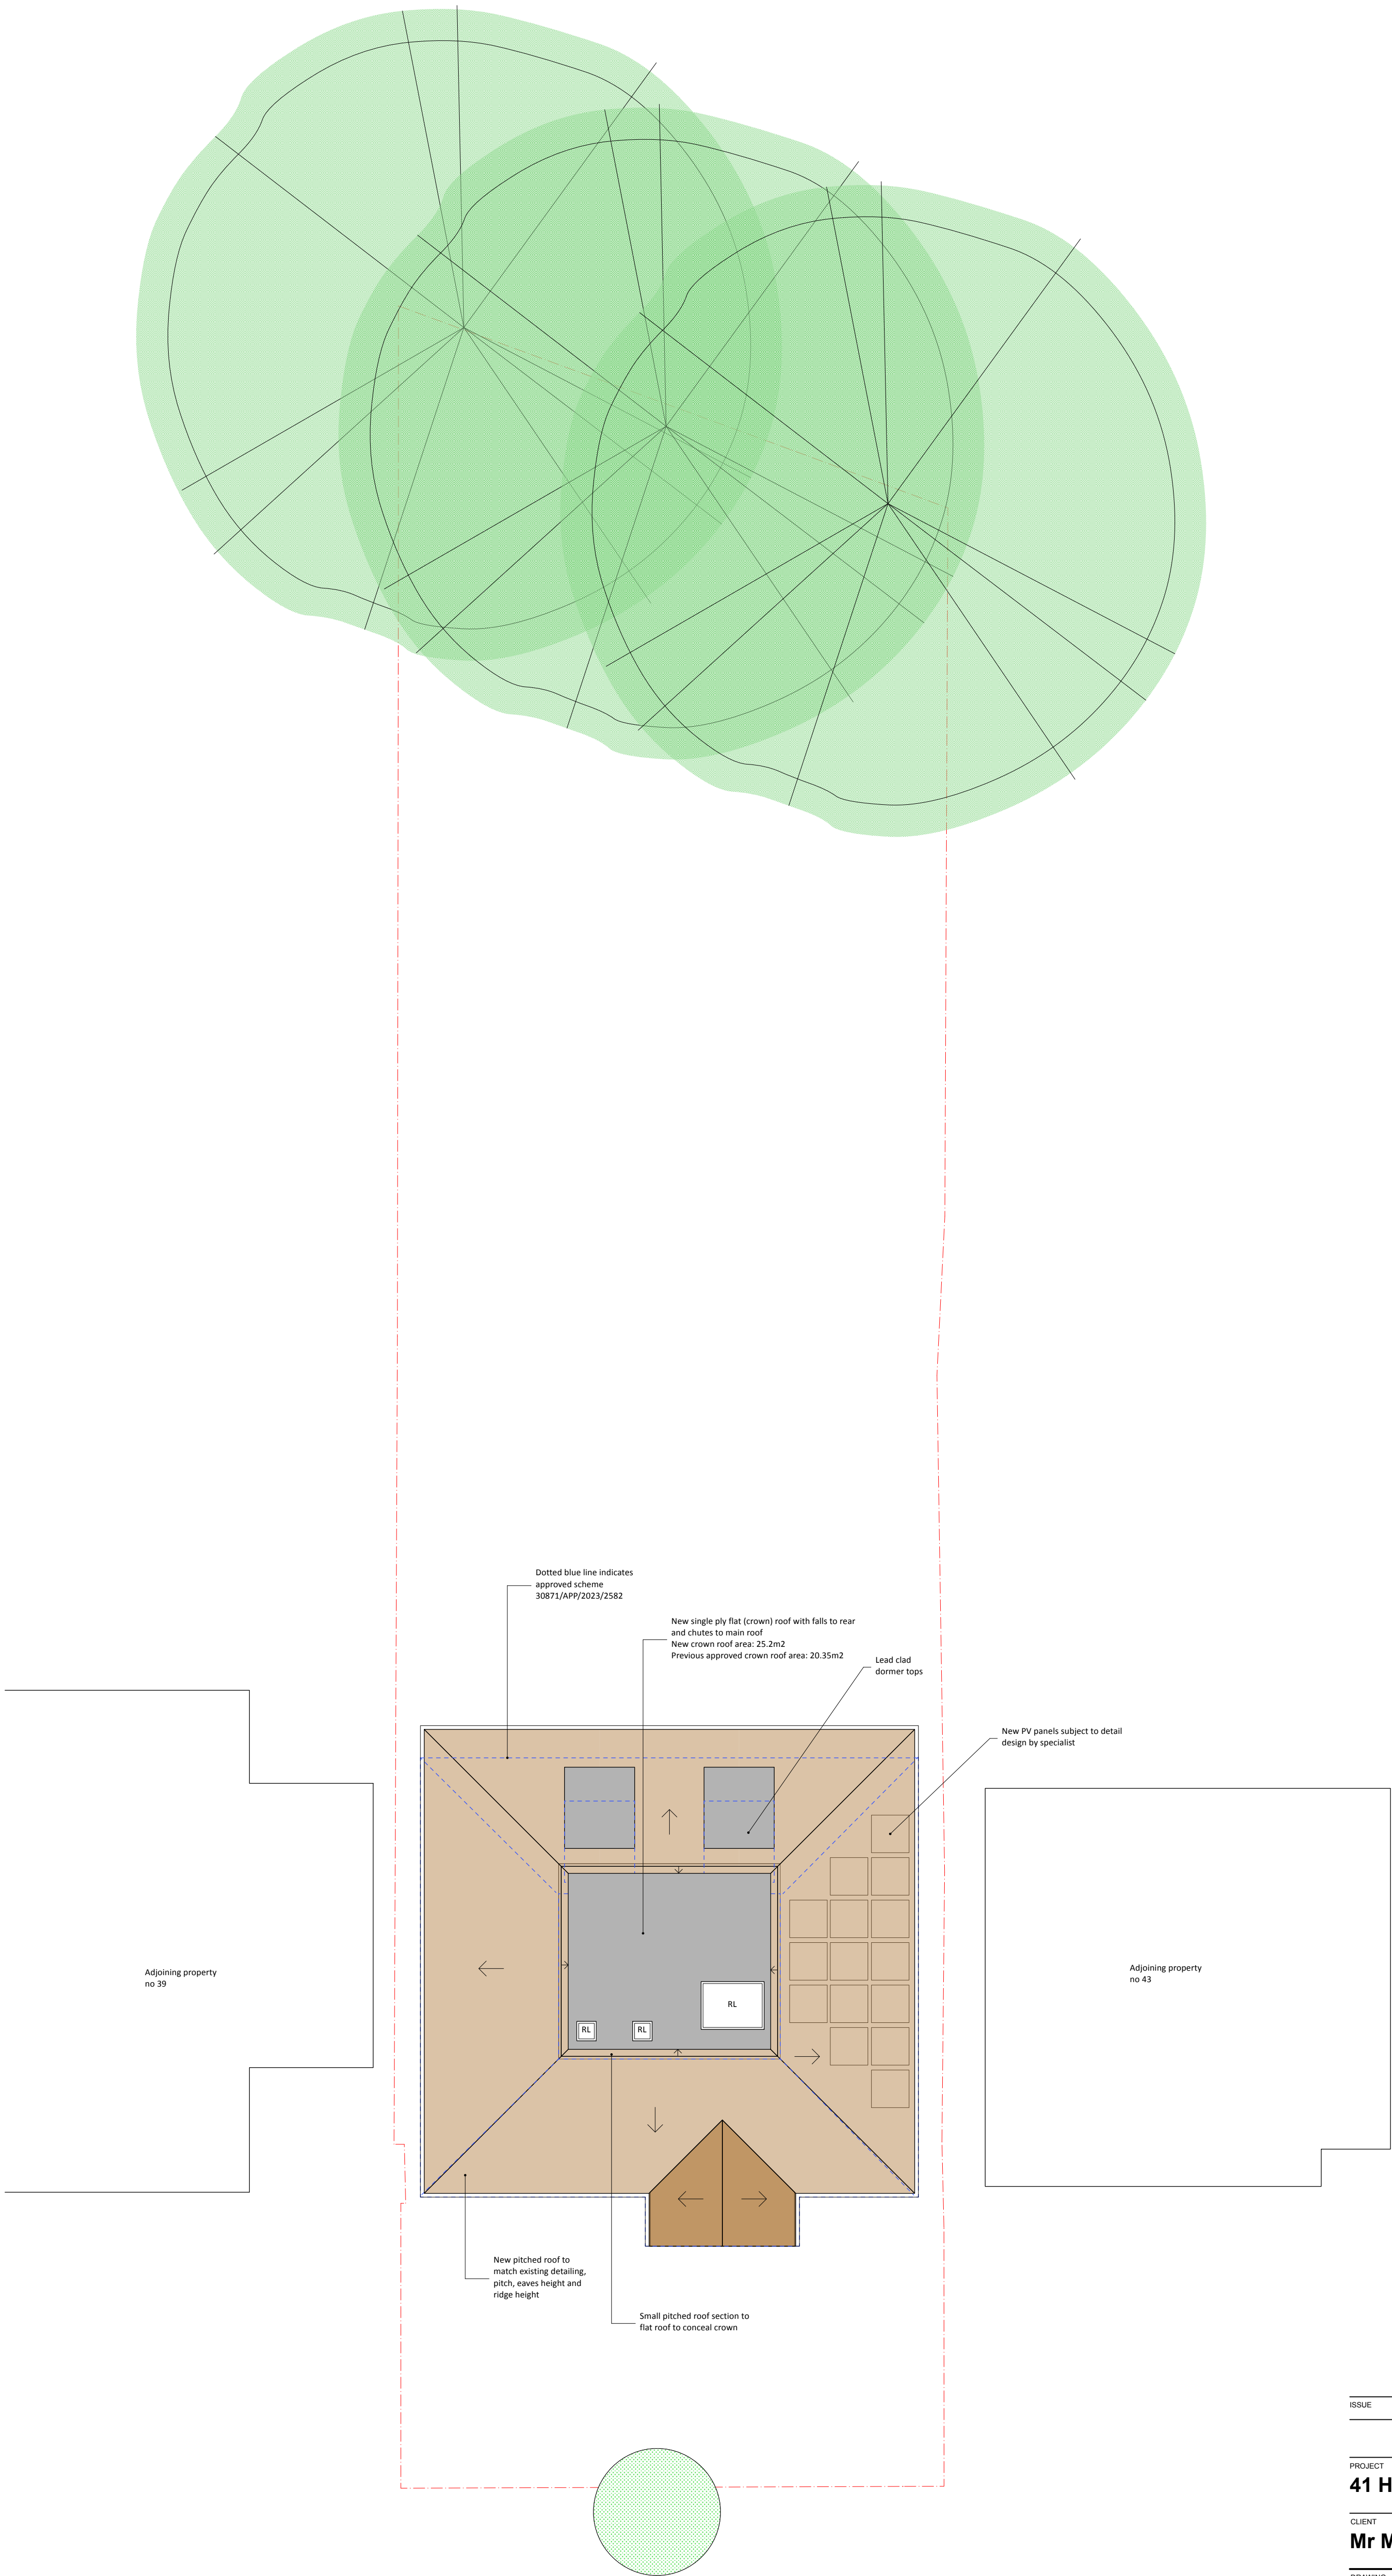 Dotted blue line indicates
approved scheme
30871/APP/2023/2582
New single ply flat (crown) roof with falls to rear
and chutes to main roof
New crown roof area: 25.2m2
Previous approved crown roof area: 20.35m2
Lead clad
dormer tops
New PV panels subject to detail
design by specialist
Adjoining property
no 39
Adjoining property
no 43
RL
RL
RL
New pitched roof to
match existing detailing,
pitch, eaves height and
ridge height
Small pitched roof section to
flat roof to conceal crown
ISSUE
PROJECT
41 H
CLIENT
Mr M